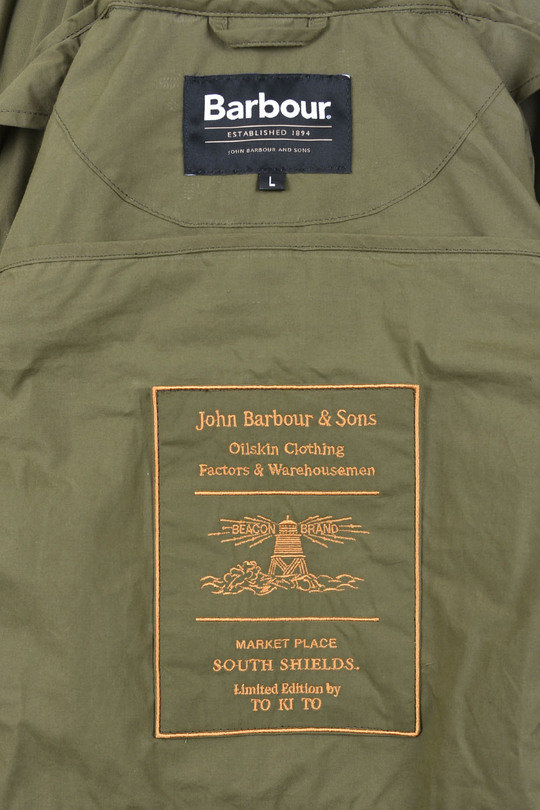 Barbour.
ESTABLISHED 1894
JOHN BARBOUR AND SONS
L
John Barbour & Sons
Oilskin Clothing
Factors & Warehousemen
BEACON BRAND
MARKET PLACE
SOUTH SHIELDS.
Limited Edition by
TO KI TO